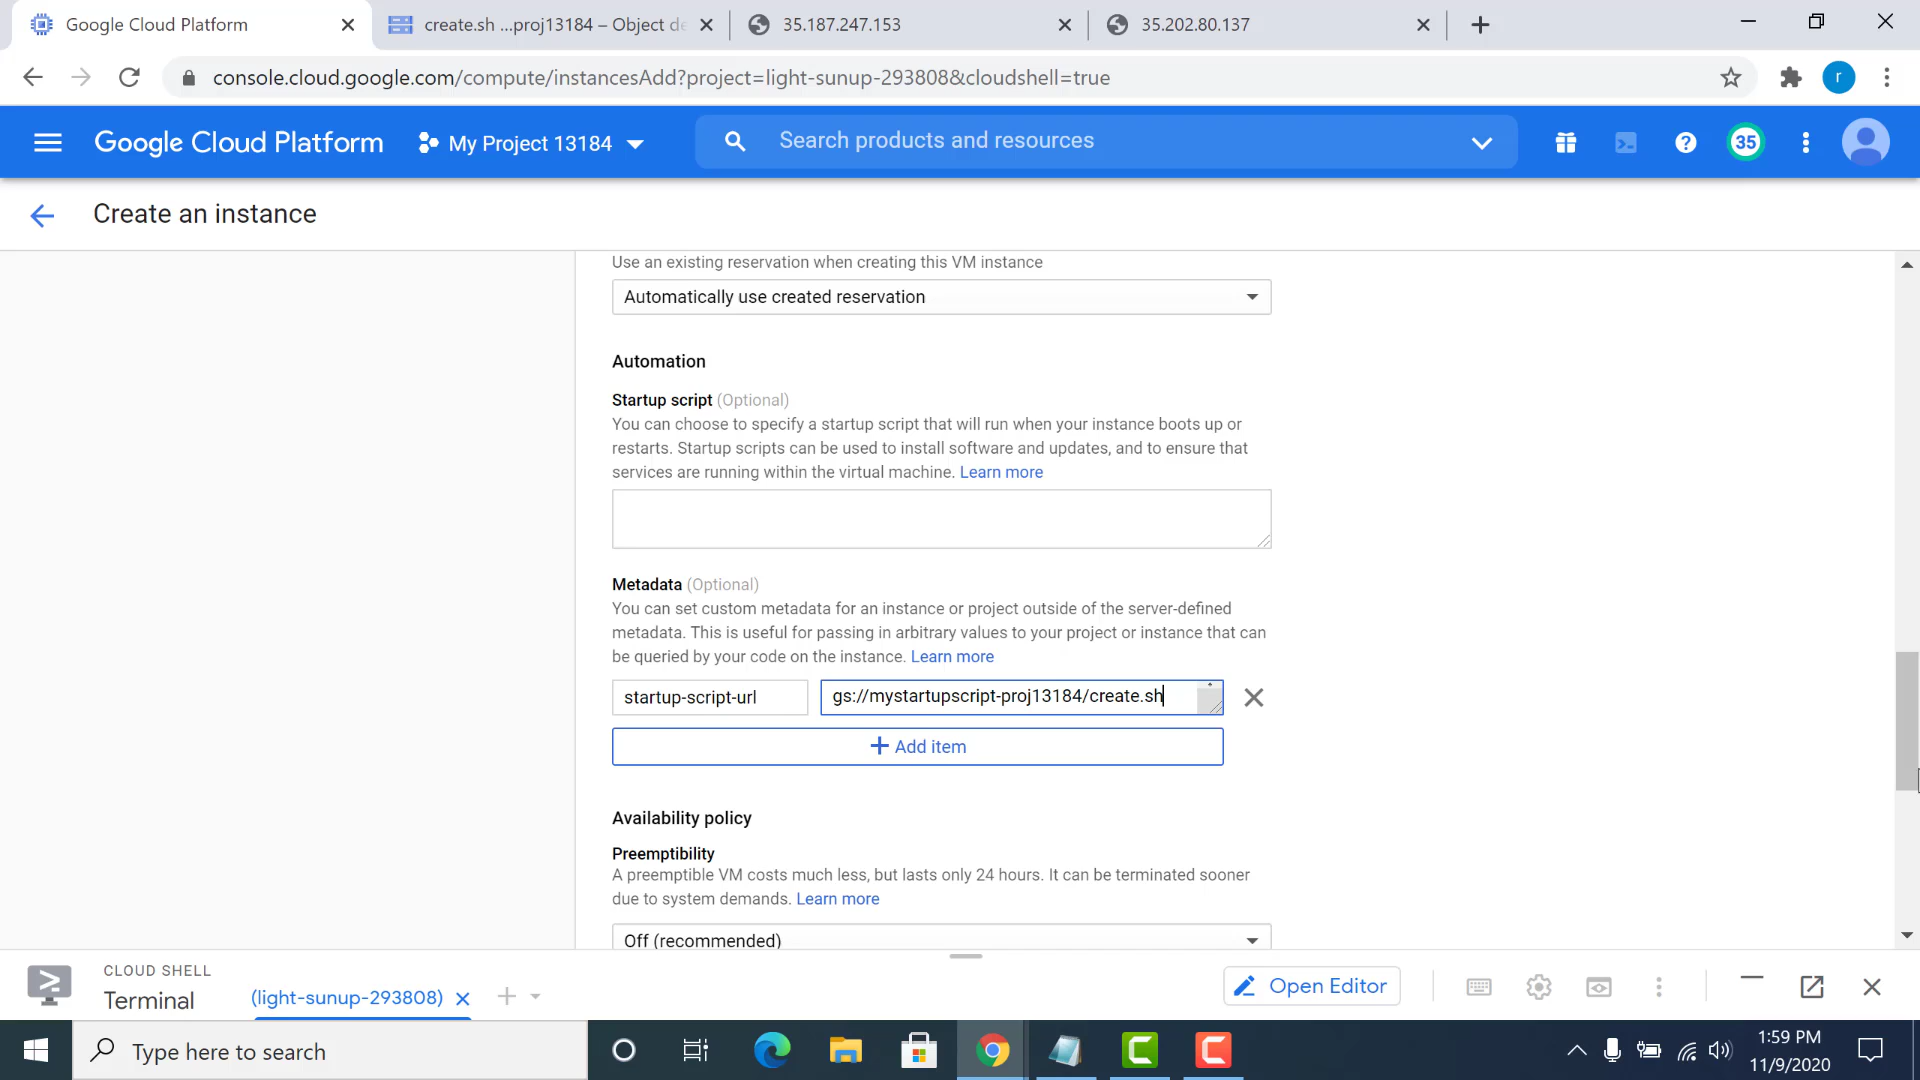 Google Cloud Platform
create.sh ...proj13184 – Object de
35.187.247.153
35.202.80.137
console.cloud.google.com/compute/instancesAdd?project=light-sunup-293808&cloudshell=true
r
Google Cloud Platform
My Project 13184
Search products and resources
35
Create an instance
Use an existing reservation when creating this VM instance
Automatically use created reservation
Automation
Startup script (Optional)
You can choose to specify a startup script that will run when your instance boots up or
restarts. Startup scripts can be used to install software and updates, and to ensure that
services are running within the virtual machine. Learn more
Metadata (Optional)
You can set custom metadata for an instance or project outside of the server-defined
metadata. This is useful for passing in arbitrary values to your project or instance that can
be queried by your code on the instance. Learn more
startup-script-url
gs://mystartupscript-proj13184/create.sh
+ Add item
Availability policy
Preemptibility
A preemptible VM costs much less, but lasts only 24 hours. It can be terminated sooner
due to system demands. Learn more
Off (recommended)
CLOUD SHELL
Terminal
(light-sunup-293808)
Open Editor
Type here to search
1:59 PM
11/9/2020